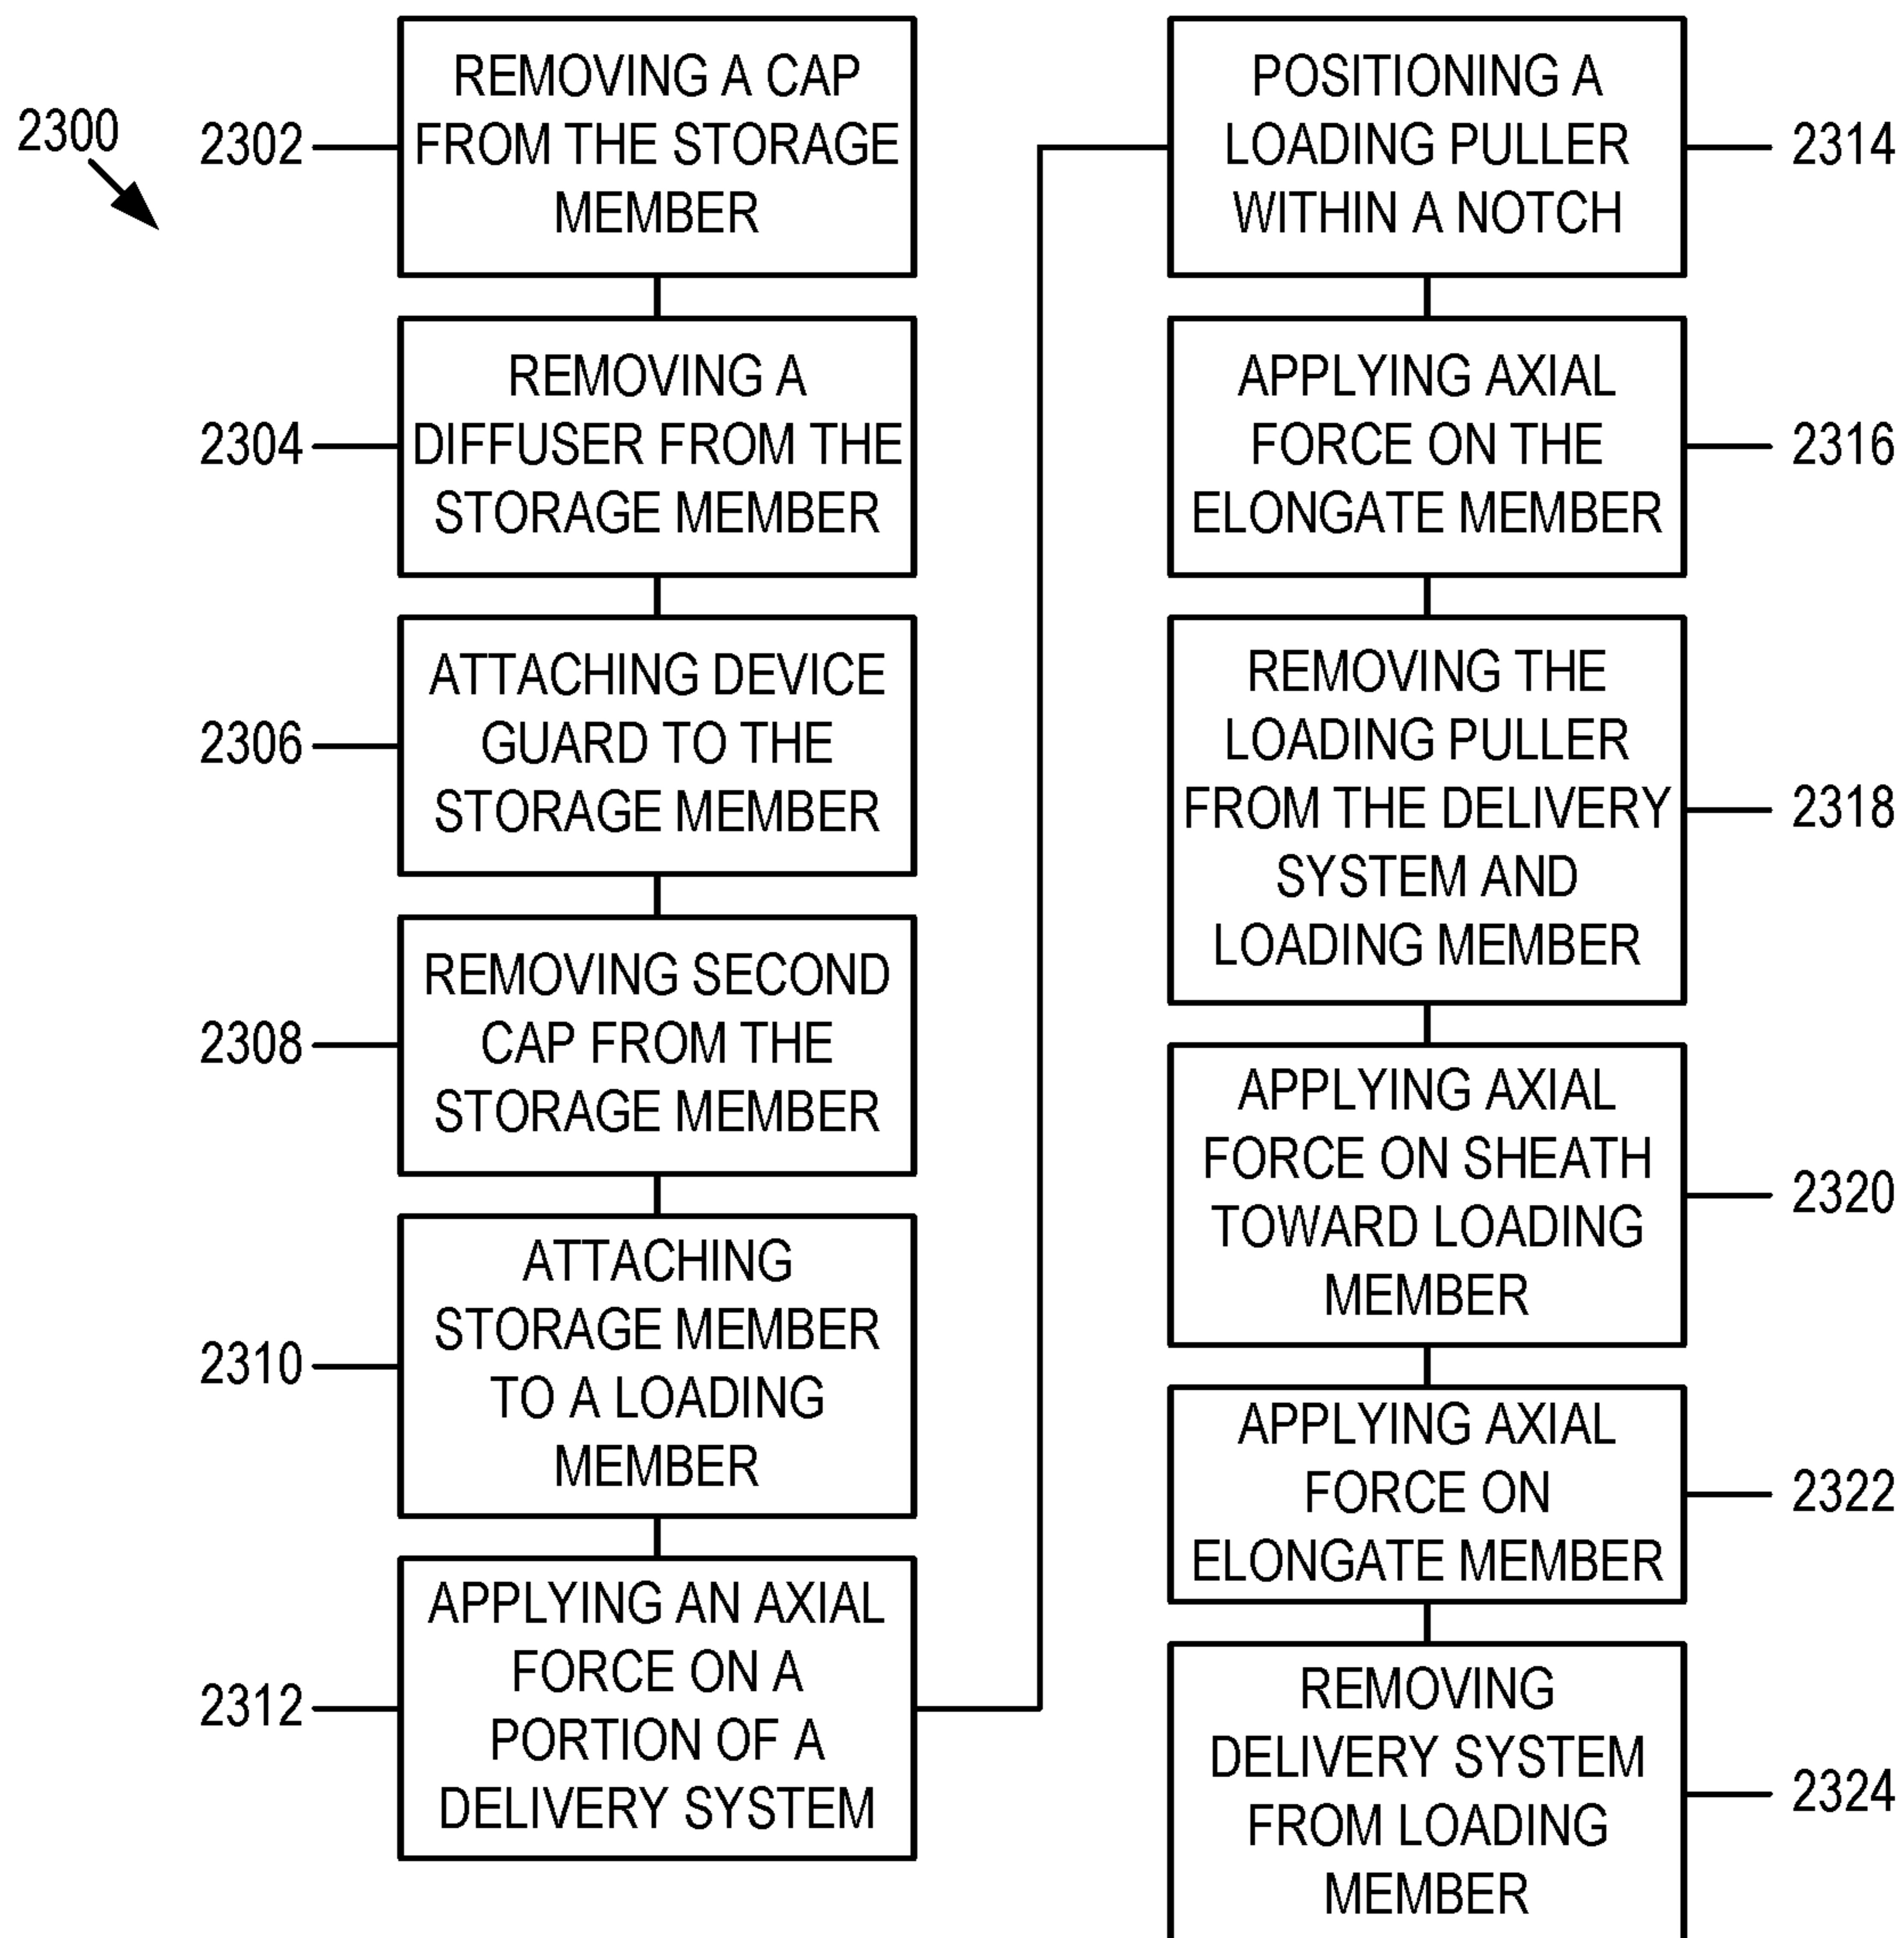 2300
2302
REMOVING A CAP
FROM THE STORAGE
MEMBER
2304
REMOVING A
DIFFUSER FROM THE
STORAGE MEMBER
2306
ATTACHING DEVICE
GUARD TO THE
STORAGE MEMBER
2308
REMOVING SECOND
CAP FROM THE
STORAGE MEMBER
2310
ATTACHING
STORAGE MEMBER
TO A LOADING
MEMBER
2312
APPLYING AN AXIAL
FORCE ON A
PORTION OF A
DELIVERY SYSTEM
POSITIONING A
LOADING PULLER
WITHIN A NOTCH
2314
APPLYING AXIAL
FORCE ON THE
ELONGATE MEMBER
2316
REMOVING THE
LOADING PULLER
FROM THE DELIVERY
SYSTEM AND
LOADING MEMBER
2318
APPLYING AXIAL
FORCE ON SHEATH
TOWARD LOADING
MEMBER
2320
APPLYING AXIAL
FORCE ON
ELONGATE MEMBER
2322
REMOVING
DELIVERY SYSTEM
FROM LOADING
MEMBER
2324